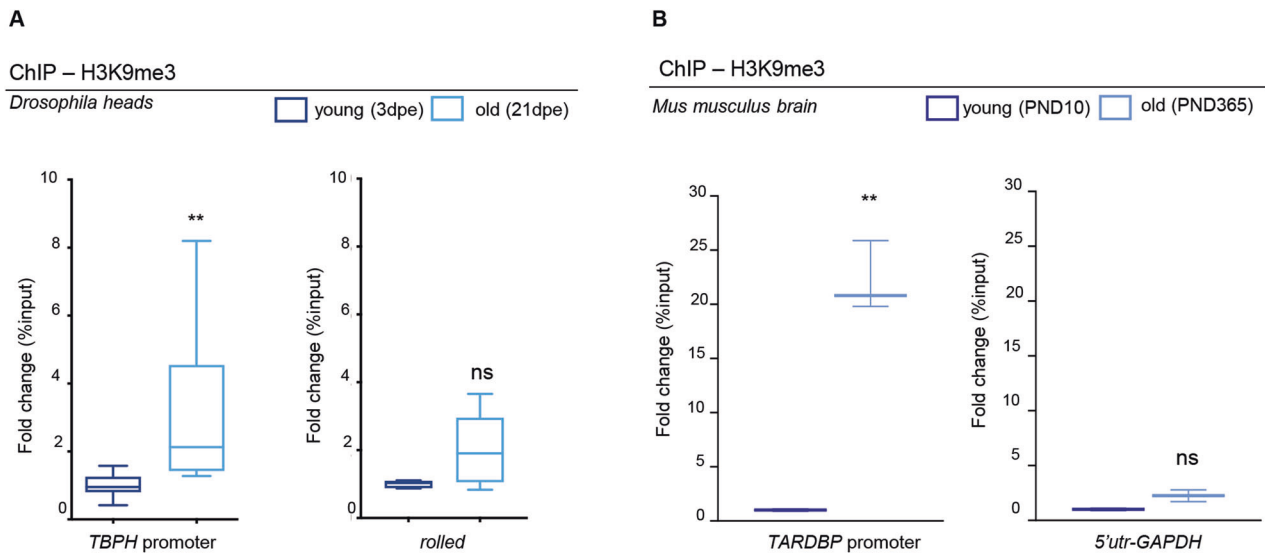 A
ChIP – H3K9me3
Drosophila heads
young (3dpe)
old (21dpe)
Fold change (%input)
10
8
6
4
2
0
**
TBPH promoter
Fold change (%input)
10
8
6
4
2
0
ns
rolled
B
ChIP – H3K9me3
Mus musculus brain
young (PND10)
old (PND365)
Fold change (%input)
30
25
20
15
10
5
0
**
TARDBP promoter
Fold change (%input)
30
25
20
15
10
5
0
ns
5'utr-GAPDH